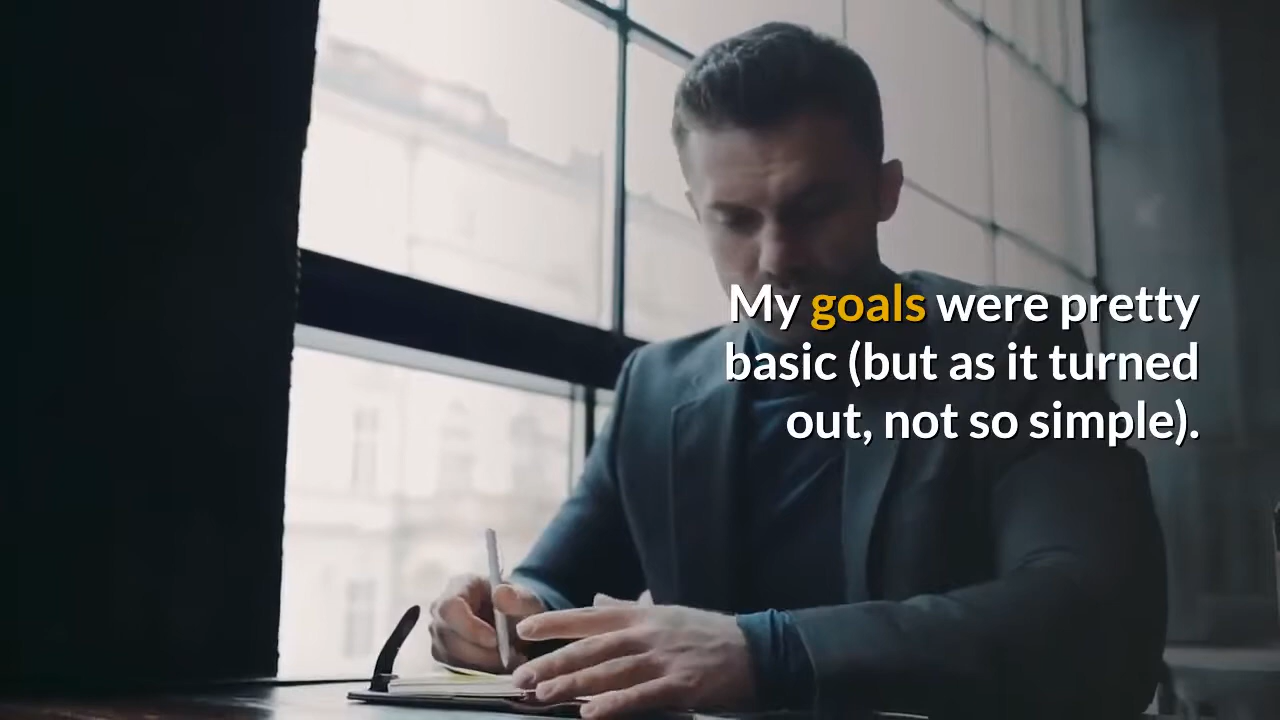 My goals were pretty
basic (but as it turned
out, not so simple).